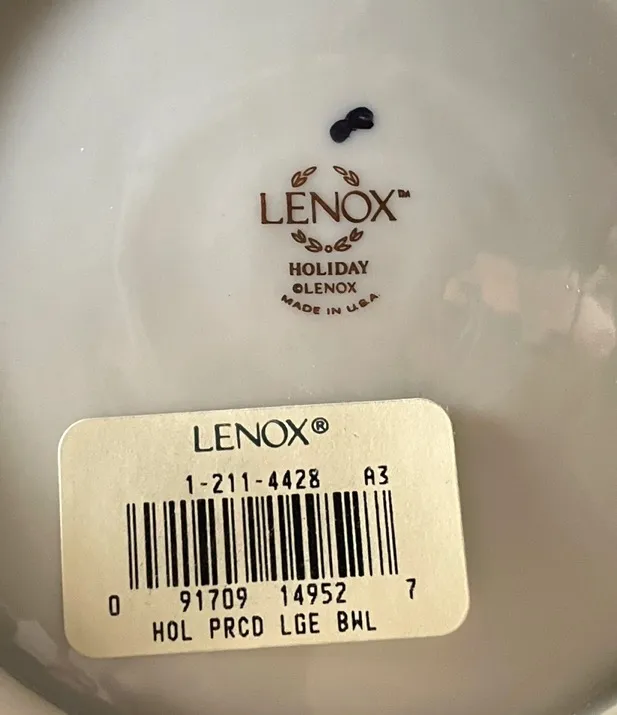 LENOX™
HOLIDAY
©LENOX
MADE IN U.S.A.
LENOX®
1-211-4428 A3
0 91709 14952 7
HOL PRCD LGE BWL